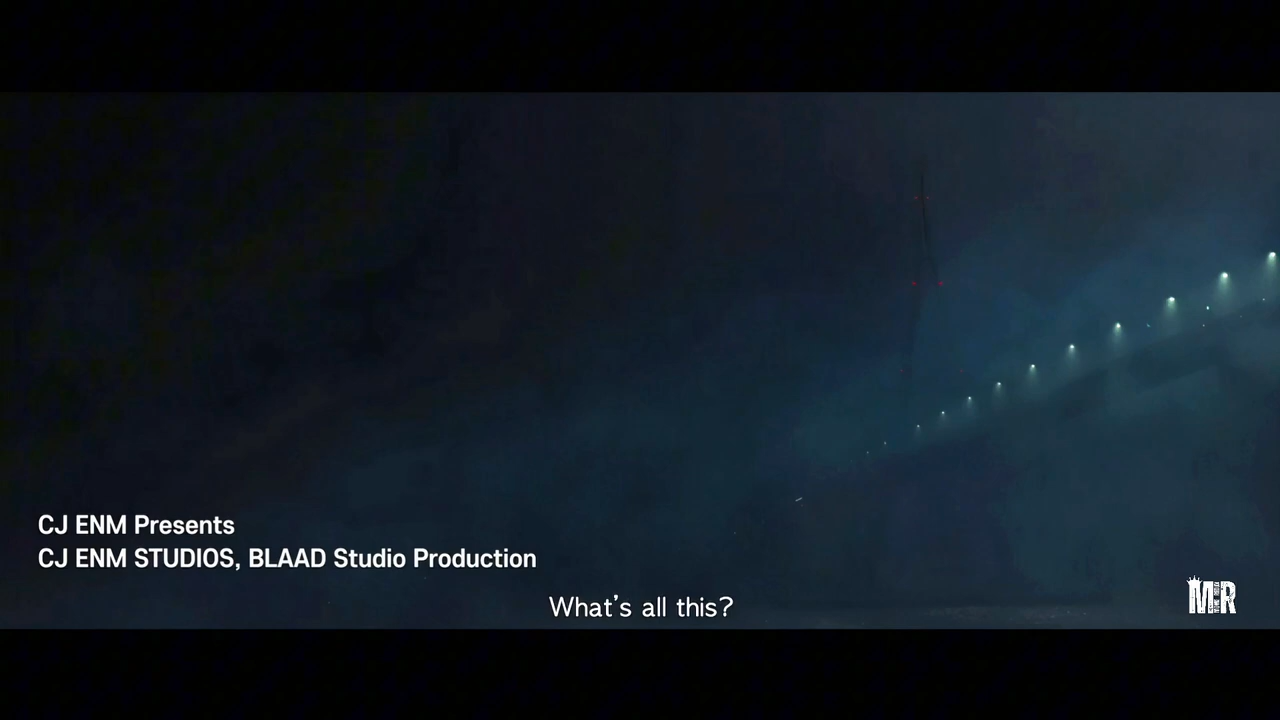 CJ ENM Presents
CJ ENM STUDIOS, BLAAD Studio Production
What's all this?
MR